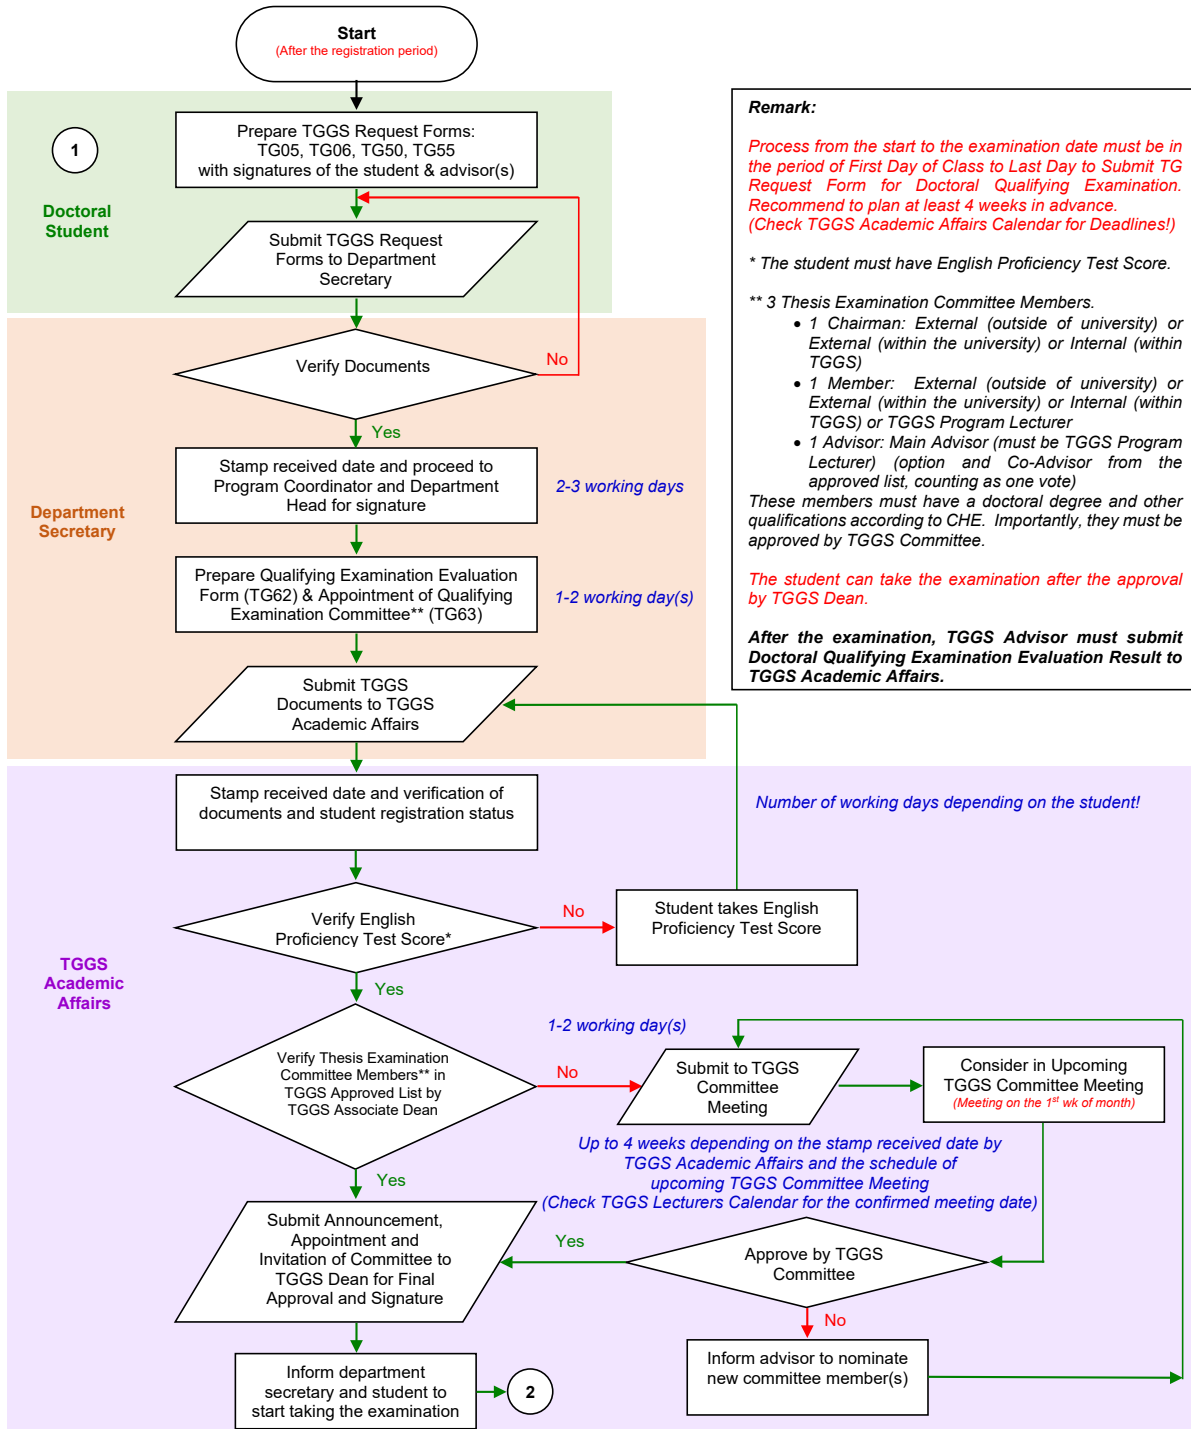 Start
(After the registration period)
1
Doctoral
Student
Prepare TGGS Request Forms:
TG05, TG06, TG50, TG55
with signatures of the student & advisor(s)
Submit TGGS Request
Forms to Department
Secretary
Remark:
Process from the start to the examination date must be in
the period of First Day of Class to Last Day to Submit TG
Request Form for Doctoral Qualifying Examination.
Recommend to plan at least 4 weeks in advance.
(Check TGGS Academic Affairs Calendar for Deadlines!)
* The student must have English Proficiency Test Score.
** 3 Thesis Examination Committee Members.
• 1 Chairman: External (outside of university) or
External (within the university) or Internal (within
TGGS)
• 1 Member: External (outside of university) or
External (within the university) or Internal (within
TGGS) or TGGS Program Lecturer
• 1 Advisor: Main Advisor (must be TGGS Program
Lecturer) (option and Co-Advisor from the
approved list, counting as one vote)
These members must have a doctoral degree and other
qualifications according to CHE. Importantly, they must be
approved by TGGS Committee.
The student can take the examination after the approval
by TGGS Dean.
After the examination, TGGS Advisor must submit
Doctoral Qualifying Examination Evaluation Result to
TGGS Academic Affairs.
Department
Secretary
Verify Documents
No
Yes
Stamp received date and proceed to
Program Coordinator and Department
Head for signature
2-3 working days
Prepare Qualifying Examination Evaluation
Form (TG62) & Appointment of Qualifying
Examination Committee** (TG63)
1-2 working day(s)
Submit TGGS
Documents to TGGS
Academic Affairs
TGGS
Academic
Affairs
Stamp received date and verification of
documents and student registration status
Number of working days depending on the student!
Verify English
Proficiency Test Score*
No
Student takes English
Proficiency Test Score
Yes
Verify Thesis Examination
Committee Members** in
TGGS Approved List by
TGGS Associate Dean
1-2 working day(s)
No
Submit to TGGS
Committee
Meeting
Consider in Upcoming
TGGS Committee Meeting
(Meeting on the 1st wk of month)
Up to 4 weeks depending on the stamp received date by
TGGS Academic Affairs and the schedule of
upcoming TGGS Committee Meeting
(Check TGGS Lecturers Calendar for the confirmed meeting date)
Yes
Submit Announcement,
Appointment and
Invitation of Committee to
TGGS Dean for Final
Approval and Signature
Yes
Approve by TGGS
Committee
No
Inform advisor to nominate
new committee member(s)
Inform department
secretary and student to
start taking the examination
2